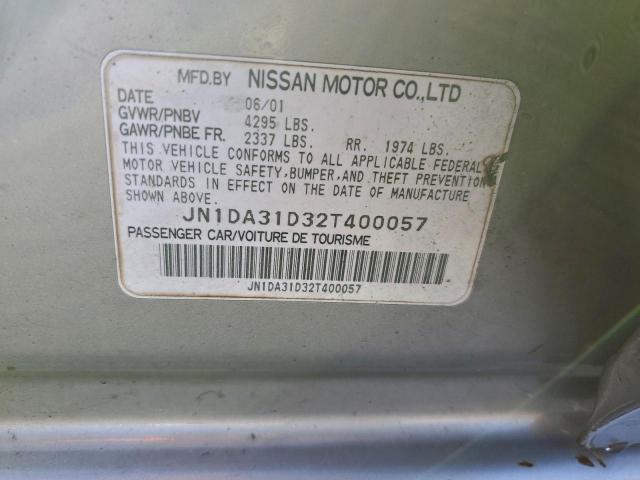 MFD.BY NISSAN MOTOR CO.,LTD
DATE 06/01
GVWR/PNBV 4295 LBS.
GAWR/PNBE FR. 2337 LBS. RR. 1974 LBS.
THIS VEHICLE CONFORMS TO ALL APPLICABLE FEDERAL
MOTOR VEHICLE SAFETY, BUMPER, AND THEFT PREVENTION
STANDARDS IN EFFECT ON THE DATE OF MANUFACTURE
SHOWN ABOVE.
JN1DA31D32T400057
PASSENGER CAR/VOITURE DE TOURISME
JN1DA31D32T400057